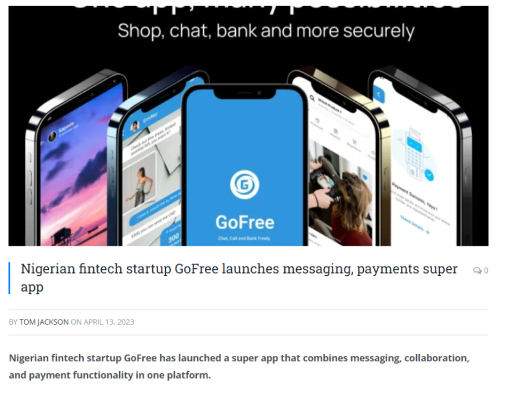 Shop, chat, bank and more securely
GoFree
Chat, Call and Bank Freely
Nigerian fintech startup GoFree launches messaging, payments super
app
0
BY TOM JACKSON ON APRIL 13, 2023
Nigerian fintech startup GoFree has launched a super app that combines messaging, collaboration,
and payment functionality in one platform.